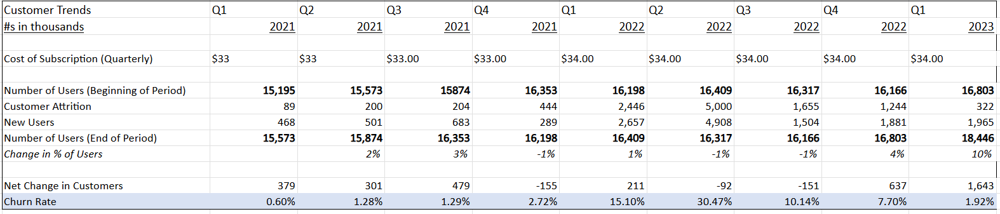 Customer Trends Q1 Q2 Q3 Q4 Q1 Q2 Q3 Q4 Q1
#s in thousands 2021 2021 2021 2021 2022 2022 2022 2022 2023
Cost of Subscription (Quarterly) $33 $33 $33.00 $33.00 $34.00 $34.00 $34.00 $34.00 $34.00
Number of Users (Beginning of Period) 15,195 15,573 15874 16,353 16,198 16,409 16,317 16,166 16,803
Customer Attrition 89 200 204 444 2,446 5,000 1,655 1,244 322
New Users 468 501 683 289 2,657 4,908 1,504 1,881 1,965
Number of Users (End of Period) 15,573 15,874 16,353 16,198 16,409 16,317 16,166 16,803 18,446
Change in % of Users 2% 3% -1% 1% -1% -1% 4% 10%
Net Change in Customers 379 301 479 -155 211 -92 -151 637 1,643
Churn Rate 0.60% 1.28% 1.29% 2.72% 15.10% 30.47% 10.14% 7.70% 1.92%